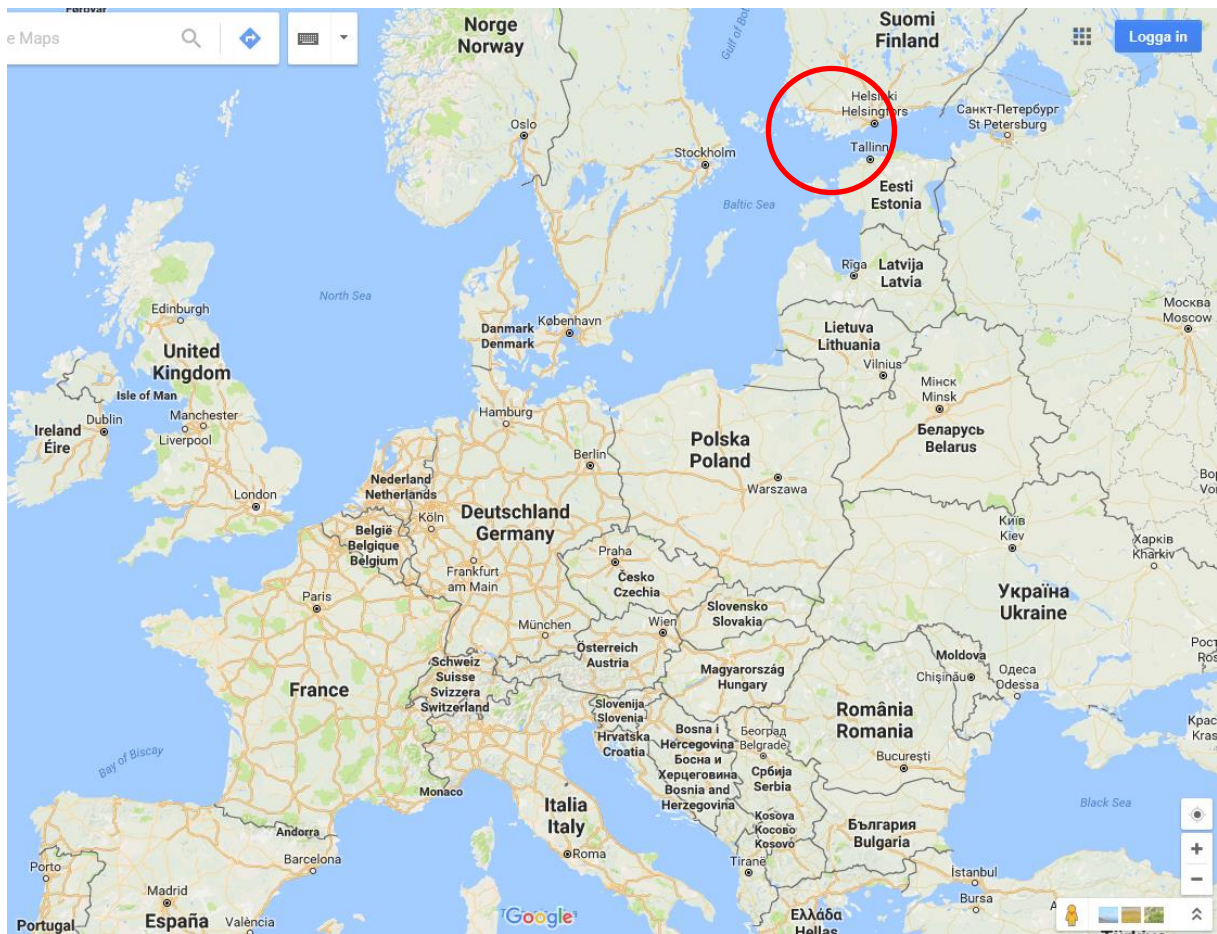 e Maps
Norge
Norway
Gulf of Bo
Suomi
Finland
Logga in
Helsinki
Helsingfors
Санкт-Петербург
St Petersburg
Oslo
Stockholm
Tallinn
Eesti
Estonia
Baltic Sea
Rīga
Latvija
Latvia
North Sea
Edinburgh
Москва
Moscow
Danmark
Denmark
København
Lietuva
Lithuania
Vilnius
United
Kingdom
Isle of Man
Мінск
Minsk
Dublin
Ireland
Éire
Manchester
Liverpool
Hamburg
Беларусь
Belarus
Polska
Poland
Berlin
Warszawa
Nederland
Netherlands
London
Köln
Deutschland
Germany
België
Belgique
Belgium
Київ
Kiev
Харків
Kharkiv
Praha
Česko
Czechia
Frankfurt
am Main
Paris
Україна
Ukraine
Slovensko
Slovakia
München
Wien
Österreich
Austria
Moldova
Chișinău
Одеса
Odessa
Schweiz
Suisse
Svizzera
Switzerland
Magyarország
Hungary
France
Slovenija
Slovenia
România
Romania
Hrvatska
Croatia
Bosna i
Hercegovina
Босна и
Херцеговина
Bosnia and
Herzegovina
Београд
Belgrade
București
Bay of Biscay
Србија
Serbia
Monaco
Italia
Italy
Black Sea
Kosova
Косово
Kosovo
България
Bulgaria
Andorra
Barcelona
Roma
Porto
Tiranë
İstanbul
Madrid
Bursa
Portugal
España
València
Google
Ελλάδα
Hellas